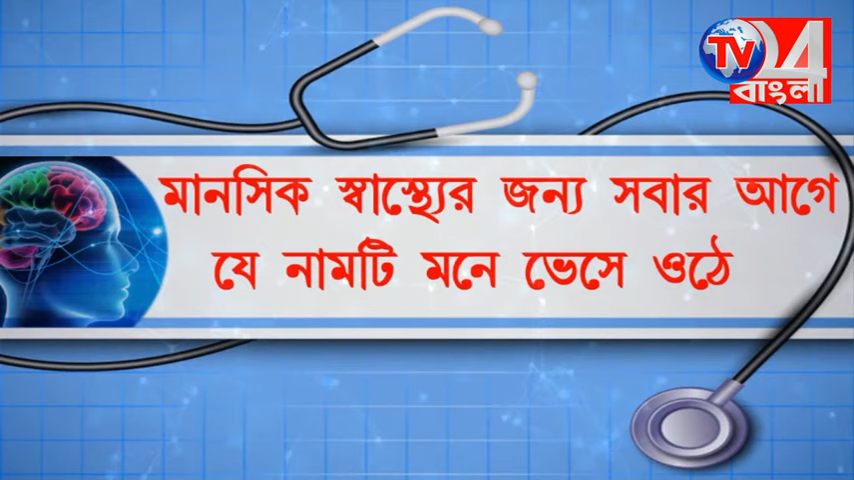 TV
24
বাংলা
মানসিক স্বাস্থ্যের জন্য সবার আগে
যে নামটি মনে ভেসে ওঠে